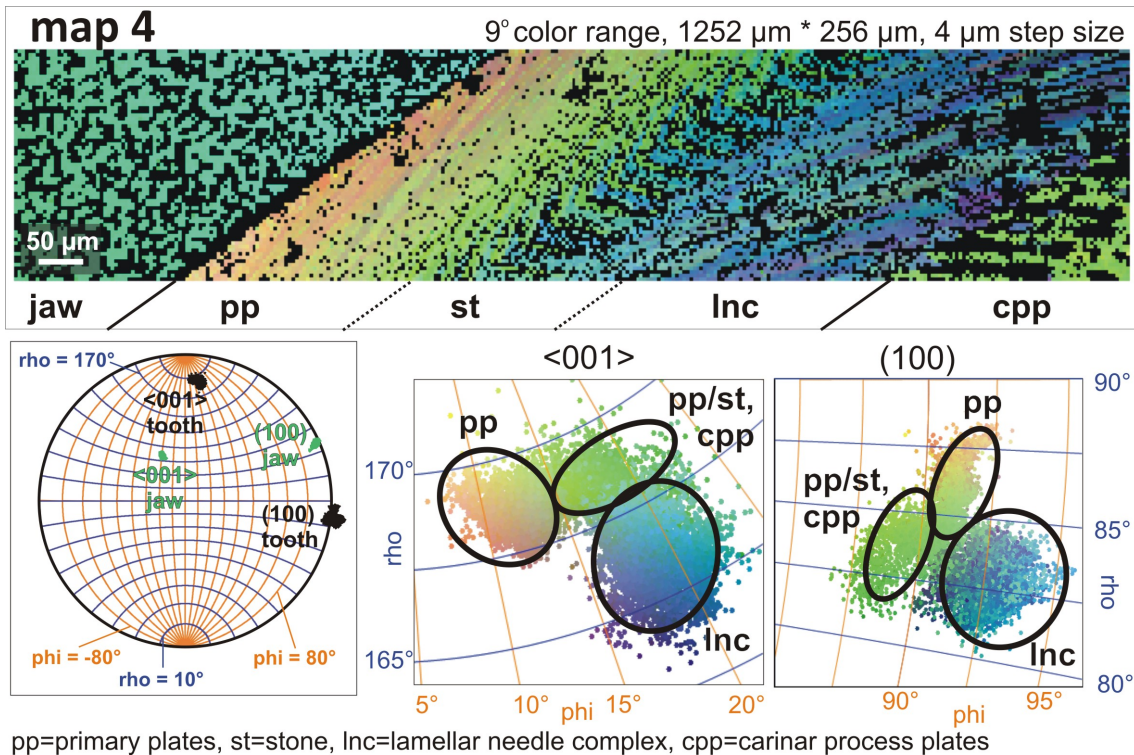 map 4
9° color range, 1252 µm * 256 µm, 4 µm step size
50 µm
jaw pp st lnc cpp
rho = 170°
<001>
tooth
(100)
jaw
<001>
jaw
(100)
tooth
phi = -80°
phi = 80°
rho = 10°
<001>
pp
pp/st,
cpp
170°
rho
lnc
165°
5° 10° 15° 20°
phi
(100)
90°
pp
pp/st,
cpp
85°
rho
lnc
80°
90° 95°
phi
pp=primary plates, st=stone, lnc=lamellar needle complex, cpp=carinar process plates